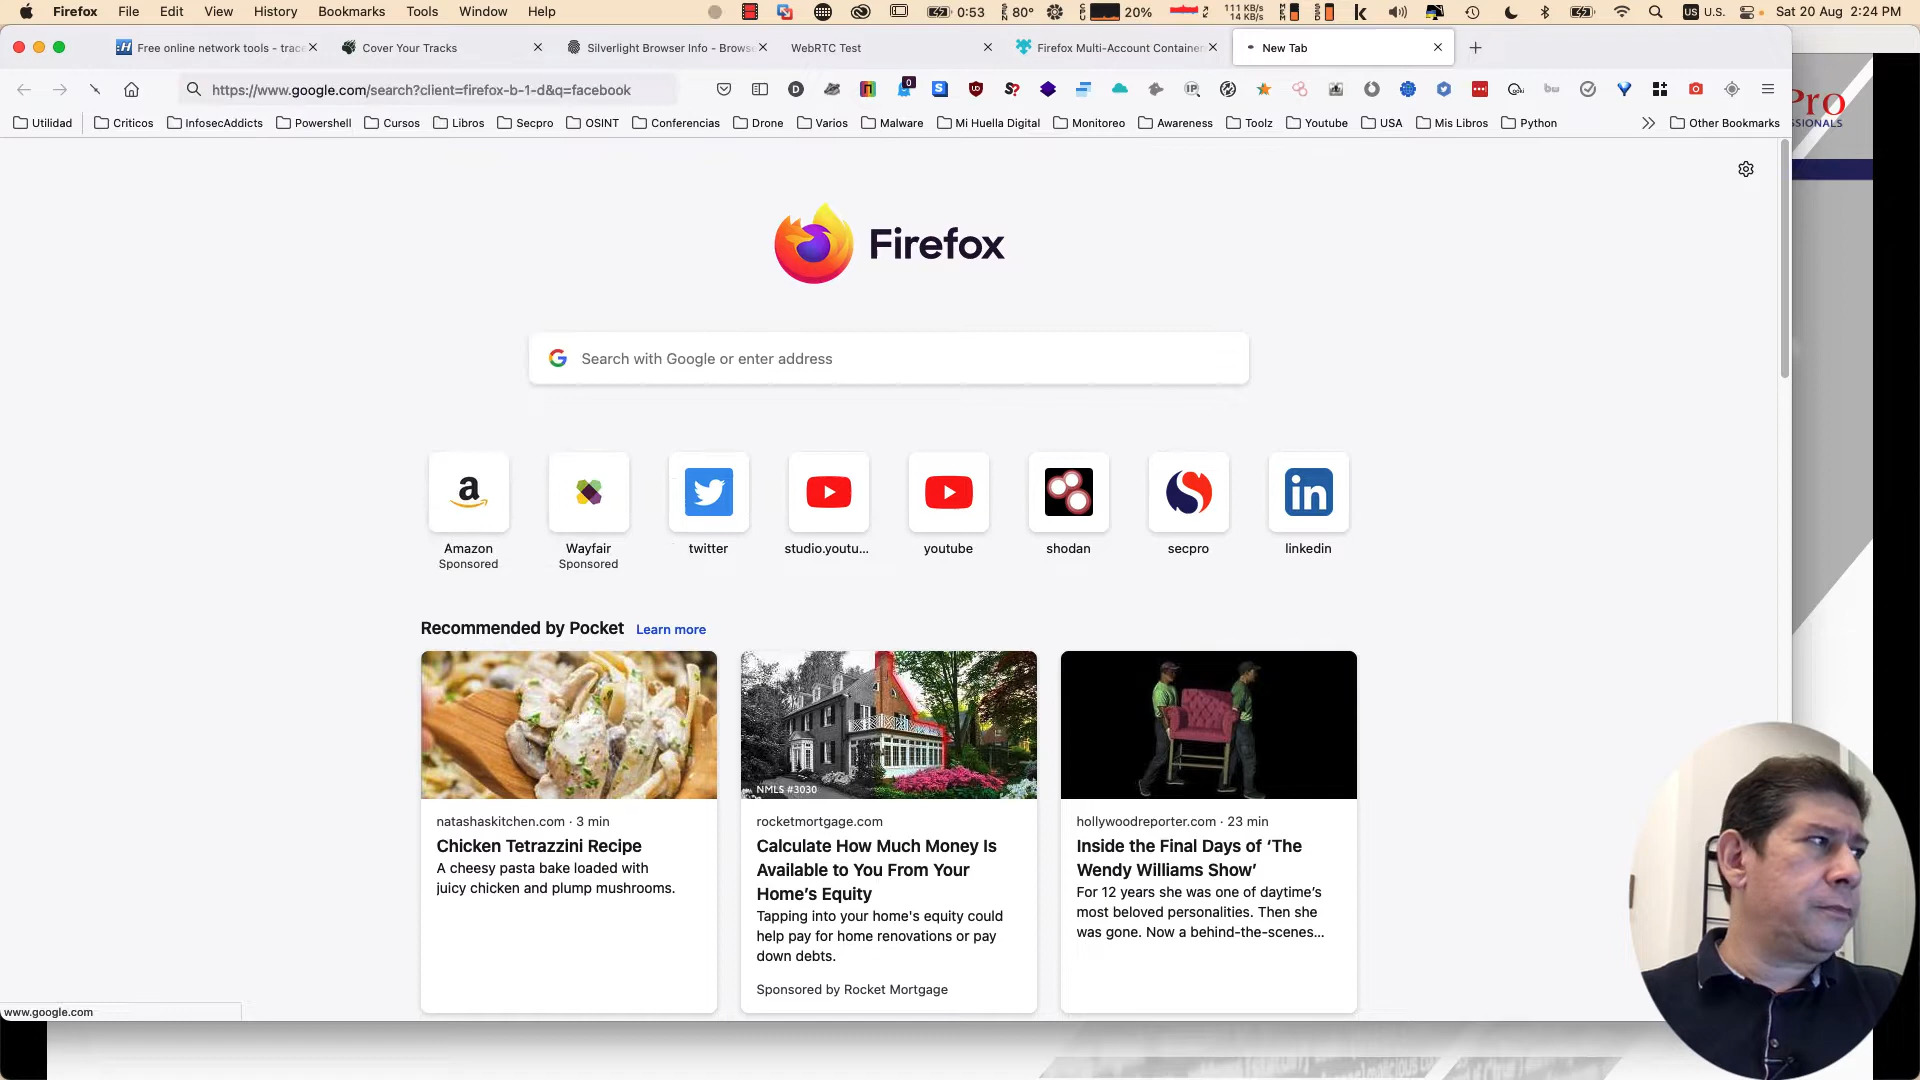 Firefox File Edit View History Bookmarks Tools Window Help 0:53 80° 20% 111 KB/s 14 KB/s U.S. Sat 20 Aug 2:24 PM
Free online network tools - trace
Cover Your Tracks
Silverlight Browser Info - Browse
WebRTC Test
Firefox Multi-Account Container
New Tab
https://www.google.com/search?client=firefox-b-1-d&q=facebook
Utilidad Criticos InfosecAddicts Powershell Cursos Libros Secpro OSINT Conferencias Drone Varios Malware Mi Huella Digital Monitoreo Awareness Toolz Youtube USA Mis Libros Python Other Bookmarks
Pro
SSIONALS
Firefox
Search with Google or enter address
Amazon
Sponsored
Wayfair
Sponsored
twitter
studio.youtu...
youtube
shodan
secpro
linkedin
Recommended by Pocket Learn more
NMLS #3030
natashaskitchen.com · 3 min
Chicken Tetrazzini Recipe
A cheesy pasta bake loaded with
juicy chicken and plump mushrooms.
rocketmortgage.com
Calculate How Much Money Is
Available to You From Your
Home’s Equity
Tapping into your home's equity could
help pay for home renovations or pay
down debts.
Sponsored by Rocket Mortgage
hollywoodreporter.com · 23 min
Inside the Final Days of ‘The
Wendy Williams Show’
For 12 years she was one of daytime’s
most beloved personalities. Then she
was gone. Now a behind-the-scenes...
www.google.com